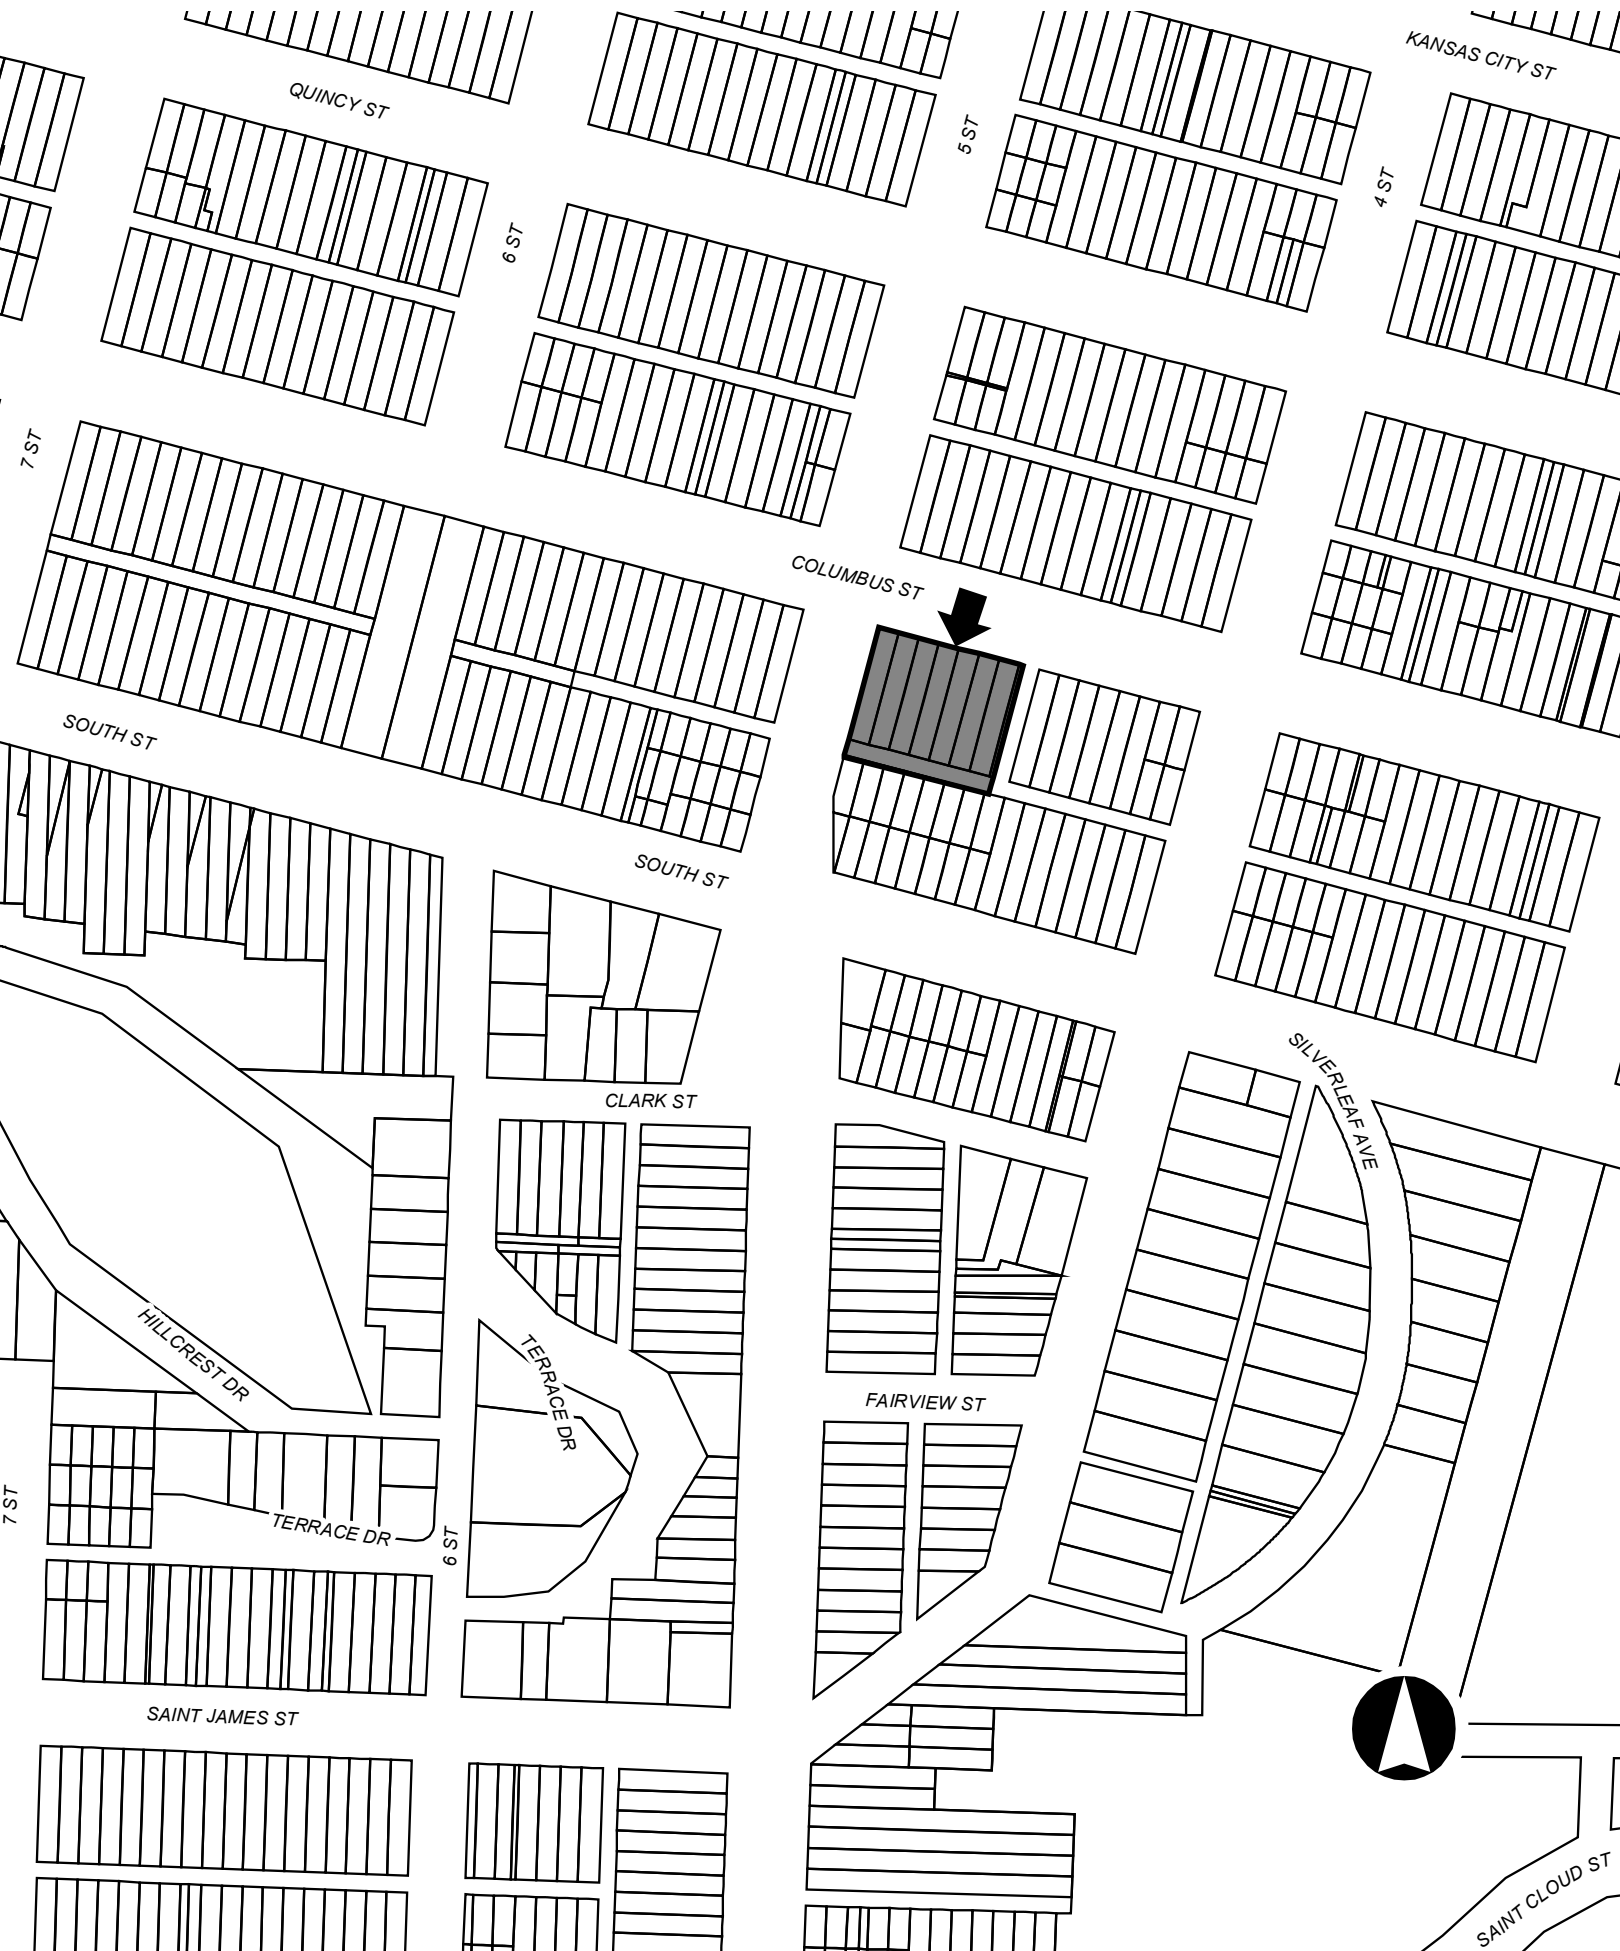 KANSAS CITY ST
QUINCY ST
5 ST
4 ST
6 ST
7 ST
COLUMBUS ST
SOUTH ST
SOUTH ST
SILVERLEAF AVE
CLARK ST
HILLCREST DR
TERRACE DR
FAIRVIEW ST
7 ST
TERRACE DR
6 ST
SAINT JAMES ST
SAINT CLOUD ST